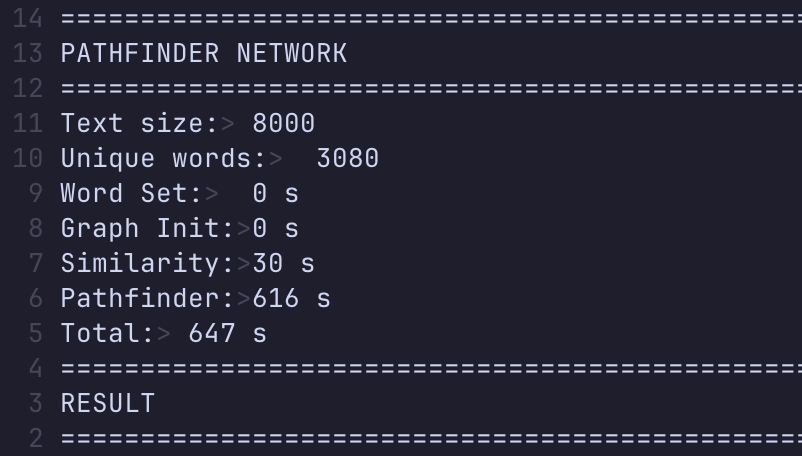 14 ===============================================
13 PATHFINDER NETWORK
12 ===============================================
11 Text size:> 8000
10 Unique words:>  3080
9 Word Set:>  0 s
8 Graph Init:>0 s
7 Similarity:>30 s
6 Pathfinder:>616 s
5 Total:> 647 s
4 ===============================================
3 RESULT
2 ===============================================